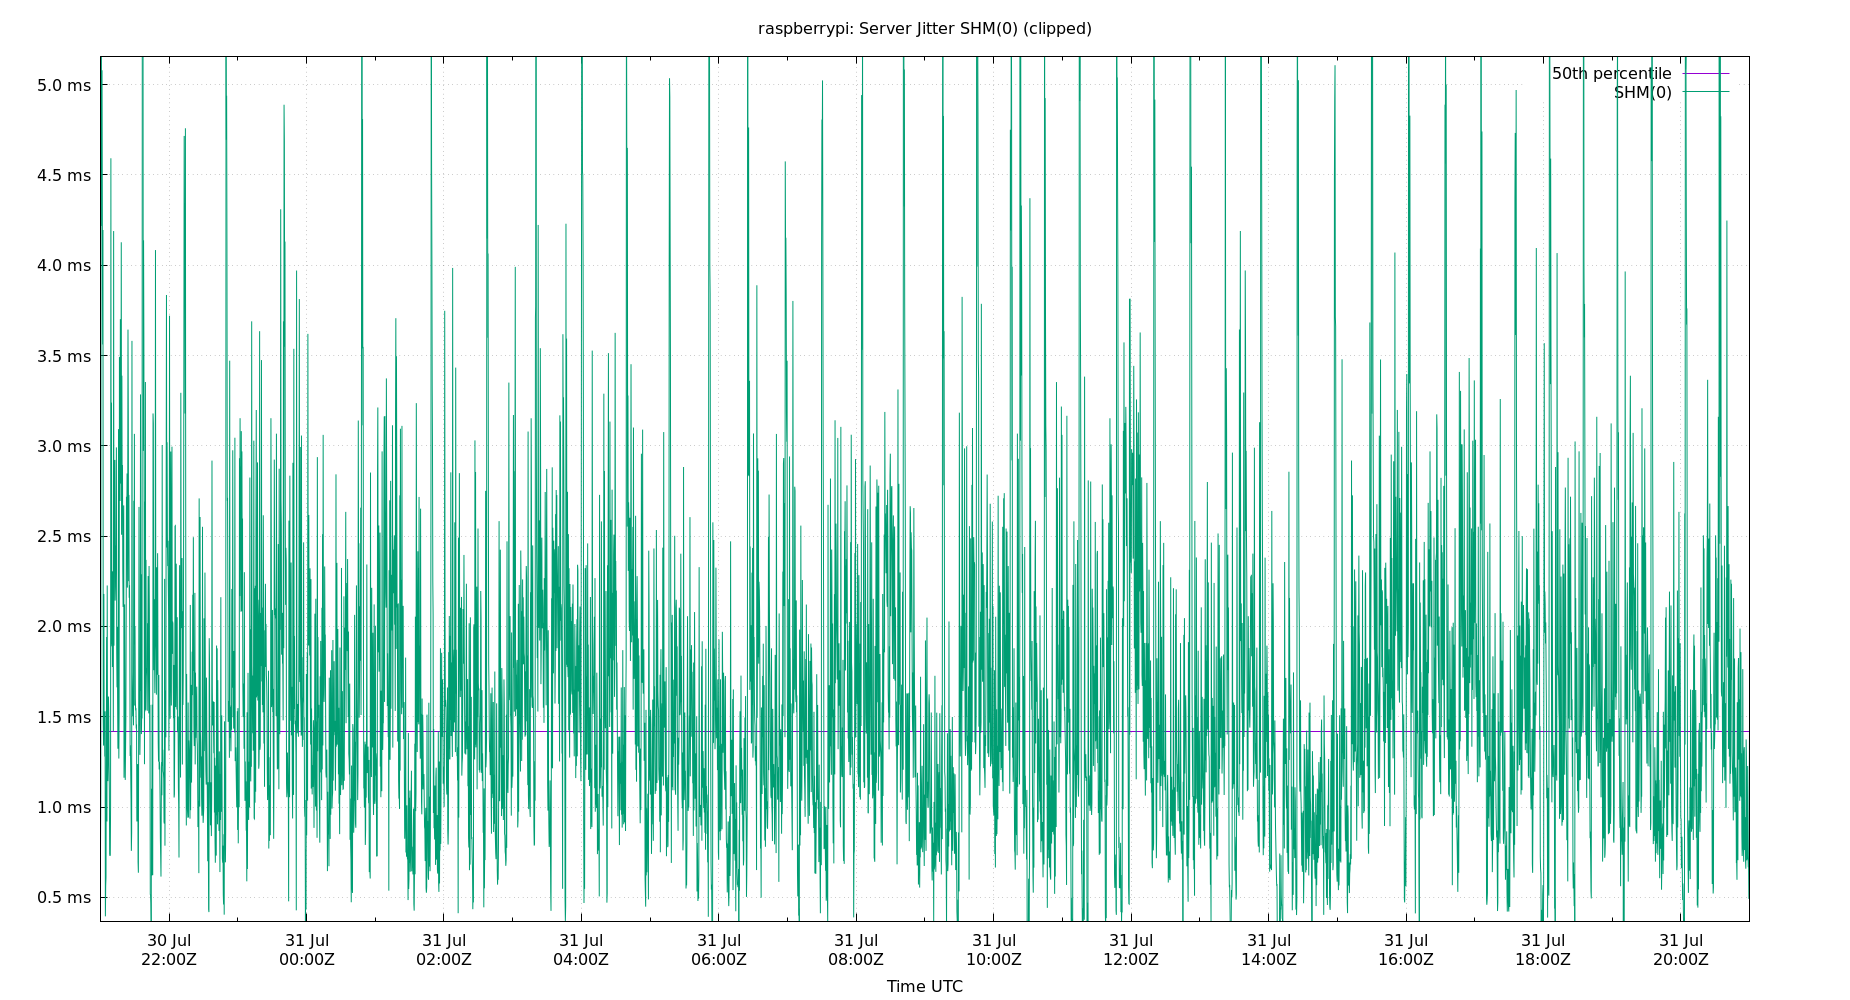 raspberrypi: Server Jitter SHM(0) (clipped)
50th percentile
SHM(0)
5.0 ms
4.5 ms
4.0 ms
3.5 ms
3.0 ms
2.5 ms
2.0 ms
1.5 ms
1.0 ms
0.5 ms
30 Jul 31 Jul 31 Jul 31 Jul 31 Jul 31 Jul 31 Jul 31 Jul 31 Jul 31 Jul 31 Jul 31 Jul
22:00Z 00:00Z 02:00Z 04:00Z 06:00Z 08:00Z 10:00Z 12:00Z 14:00Z 16:00Z 18:00Z 20:00Z
Time UTC